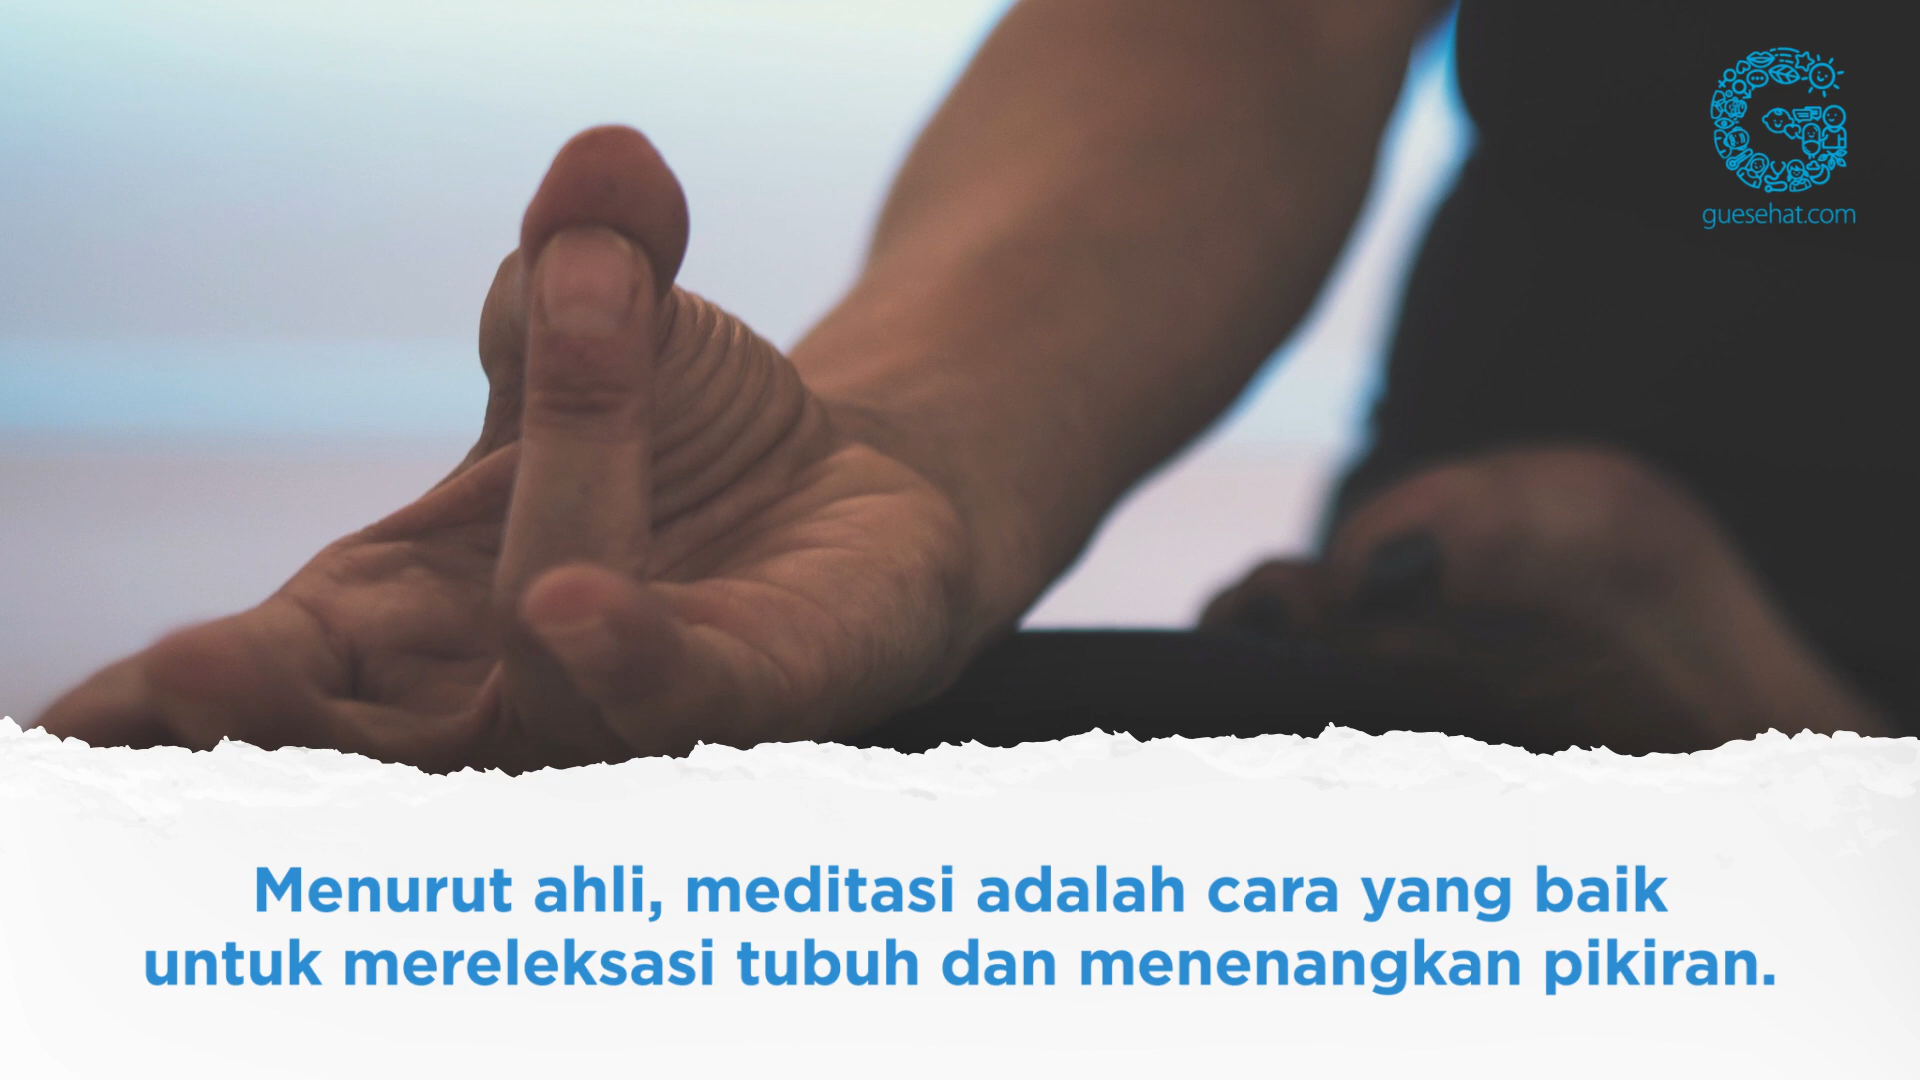 guesehat.com
Menurut ahli, meditasi adalah cara yang baik
untuk mereleksasi tubuh dan menenangkan pikiran.